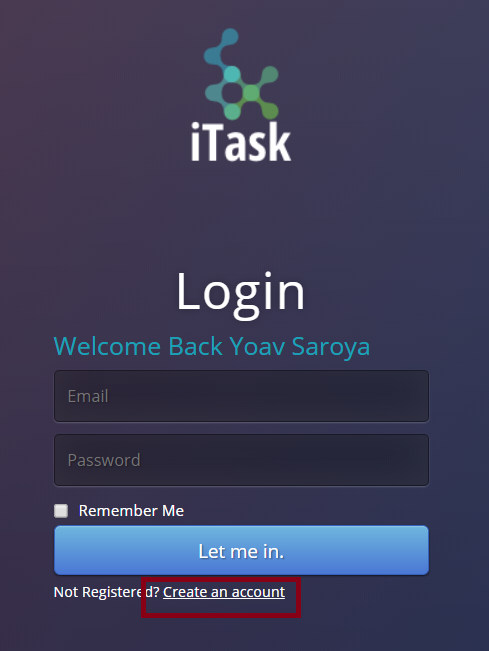 iTask
Login
Welcome Back Yoav Saroya
Email
Password
Remember Me
Let me in.
Not Registered? Create an account